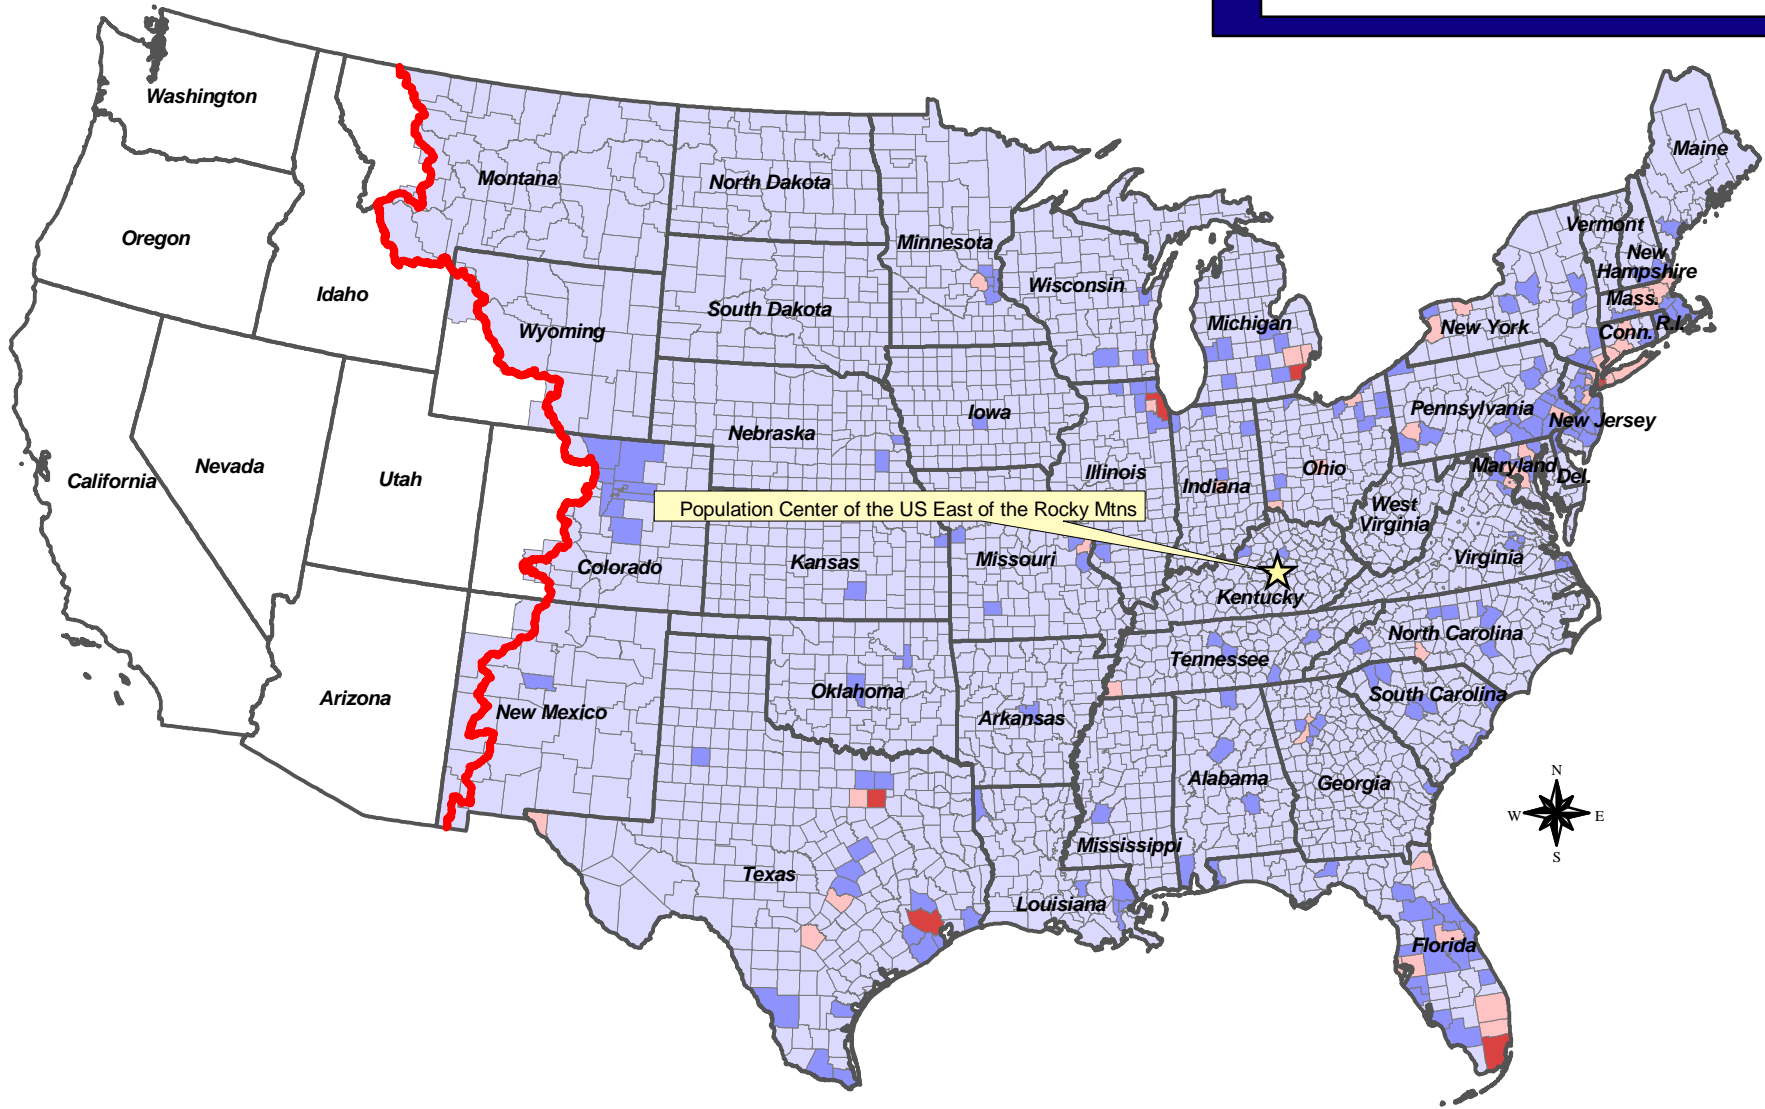 Washington
Oregon
Idaho
Montana
North Dakota
Minnesota
Wisconsin
Michigan
Maine
Vermont
New
Hampshire
Mass.
Conn.
R.I.
New York
Wyoming
South Dakota
Iowa
Nebraska
Illinois
Indiana
Ohio
Pennsylvania
New Jersey
Maryland
Del.
West
Virginia
Virginia
California
Nevada
Utah
Colorado
Population Center of the US East of the Rocky Mtns
Kansas
Missouri
Kentucky
Arizona
New Mexico
Oklahoma
Arkansas
Tennessee
North Carolina
South Carolina
Texas
Louisiana
Mississippi
Alabama
Georgia
Florida
N
W
E
S